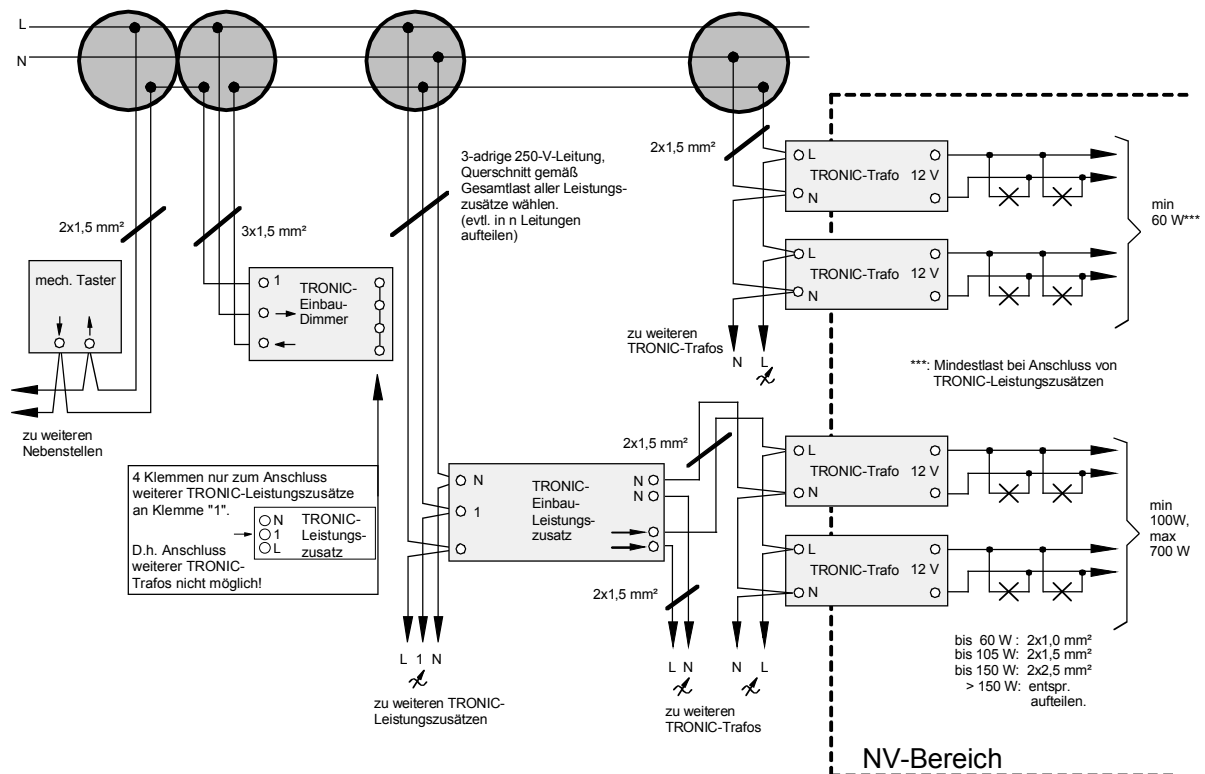 L
N
2x1,5 mm²
3x1,5 mm²
3-adrige 250-V-Leitung,
Querschnitt gemäß
Gesamtlast aller Leistungs-
zusätze wählen.
(evtl. in n Leitungen
aufteilen)
2x1,5 mm²
mech. Taster
zu weiteren
Nebenstellen
1
TRONIC-
Einbau-
Dimmer
L
TRONIC-Trafo 12 V
N
L
TRONIC-Trafo 12 V
N
min
60 W***
zu weiteren
TRONIC-Trafos
N L
***: Mindestlast bei Anschluss von
TRONIC-Leistungszusätzen
4 Klemmen nur zum Anschluss
weiterer TRONIC-Leistungszusätze
an Klemme "1".
N TRONIC-
1 Leistungs-
L zusatz
D.h. Anschluss
weiterer TRONIC-
Trafos nicht möglich!
N
1
TRONIC-
Einbau-
Leistungs-
zusatz
N
N
2x1,5 mm²
2x1,5 mm²
L
TRONIC-Trafo 12 V
N
L
TRONIC-Trafo 12 V
N
min
100W,
max
700 W
L 1 N
zu weiteren TRONIC-
Leistungszusätzen
L N
N L
zu weiteren
TRONIC-Trafos
bis 60 W : 2x1,0 mm²
bis 105 W: 2x1,5 mm²
bis 150 W: 2x2,5 mm²
> 150 W: entspr.
aufteilen.
NV-Bereich